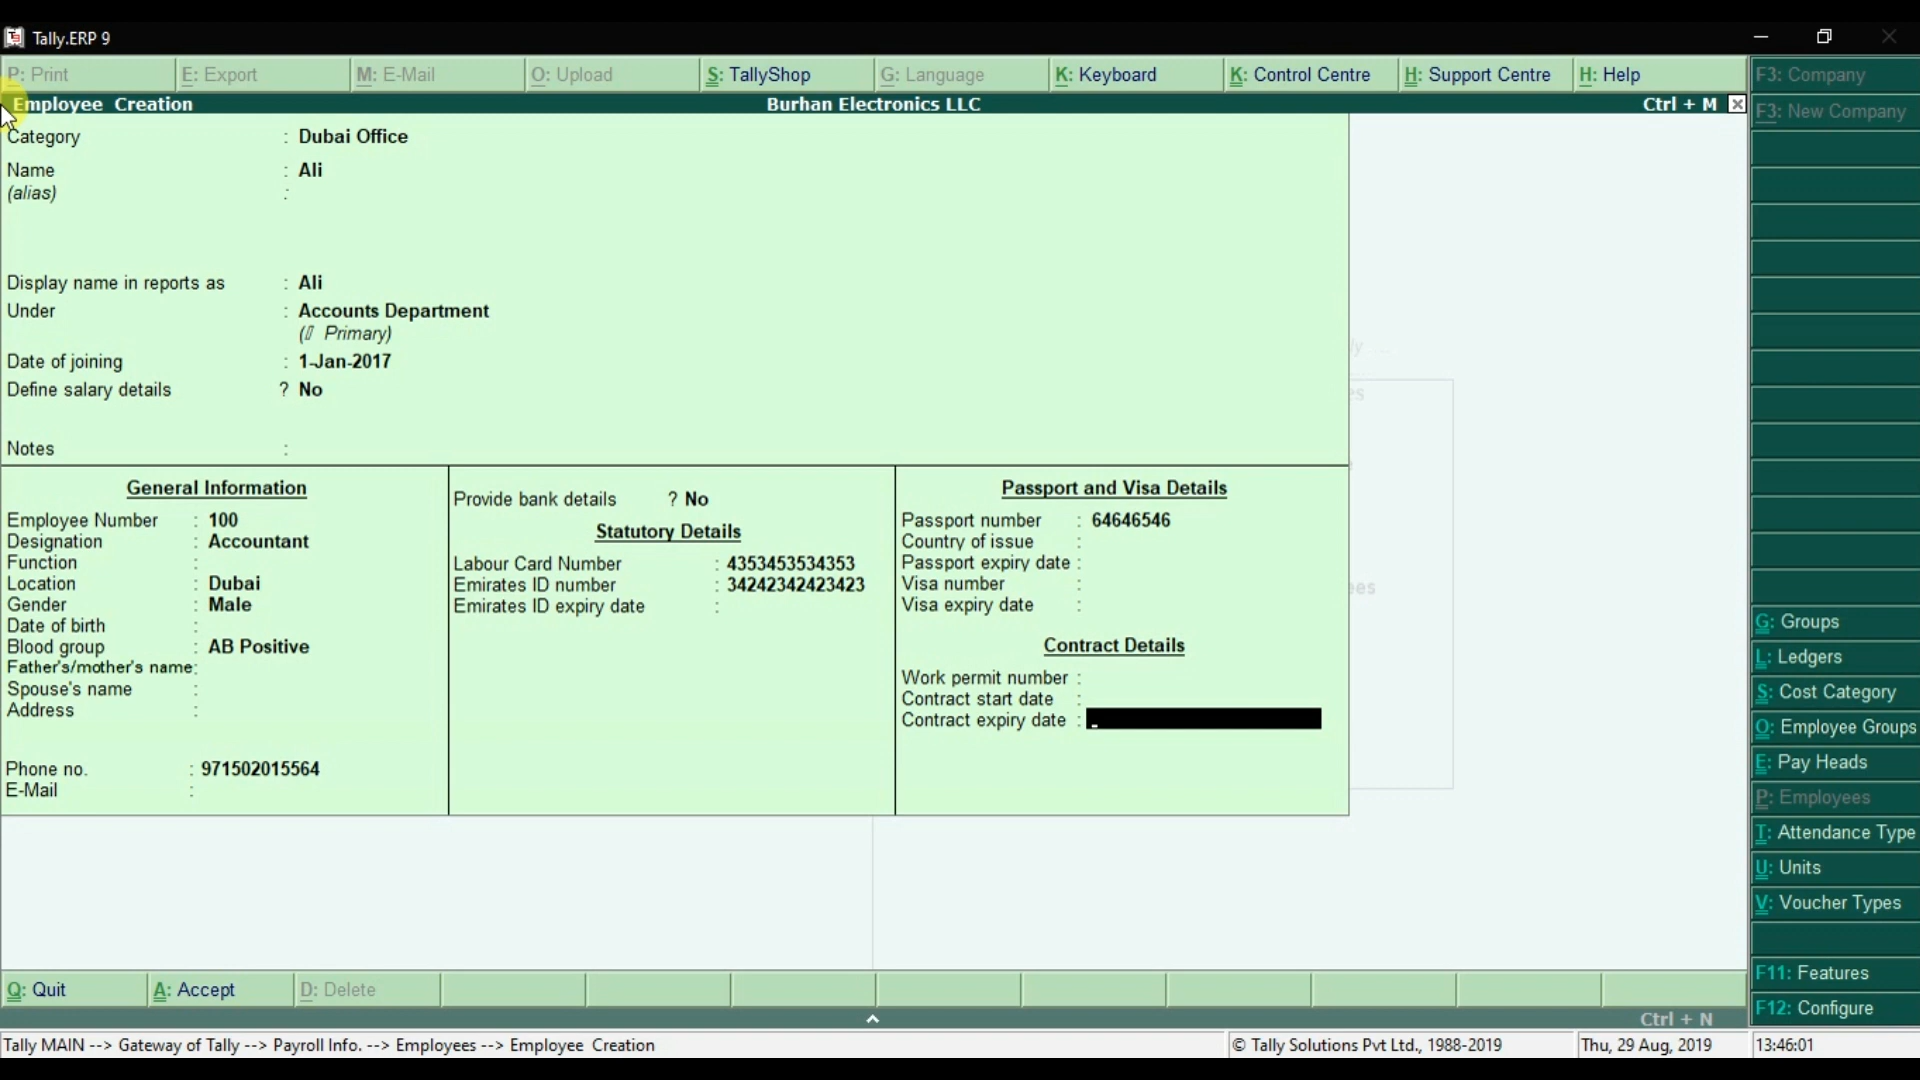 Tally.ERP 9
P: Print E: Export M: E-Mail O: Upload S: TallyShop G: Language K: Keyboard K: Control Centre H: Support Centre H: Help
Employee Creation Burhan Electronics LLC Ctrl + M
Category : Dubai Office
Name : Ali
(alias) :
Display name in reports as : Ali
Under : Accounts Department
( Primary)
Date of joining : 1-Jan-2017
Define salary details ? No
Notes :
General Information
Employee Number : 100
Designation : Accountant
Function :
Location : Dubai
Gender : Male
Date of birth :
Blood group : AB Positive
Father's/mother's name:
Spouse's name :
Address :
Phone no. : 971502015564
E-Mail :
Provide bank details ? No
Statutory Details
Labour Card Number : 4353453534353
Emirates ID number : 34242342423423
Emirates ID expiry date :
Passport and Visa Details
Passport number : 64646546
Country of issue :
Passport expiry date :
Visa number :
Visa expiry date :
Contract Details
Work permit number :
Contract start date :
Contract expiry date :
F3: Company
F3: New Company
G: Groups
L: Ledgers
S: Cost Category
O: Employee Groups
E: Pay Heads
P: Employees
T: Attendance Type
U: Units
V: Voucher Types
F11: Features
F12: Configure
Q: Quit A: Accept D: Delete
Ctrl + N
Tally MAIN --> Gateway of Tally --> Payroll Info. --> Employees --> Employee Creation © Tally Solutions Pvt Ltd., 1988-2019 Thu, 29 Aug, 2019 13:46:01